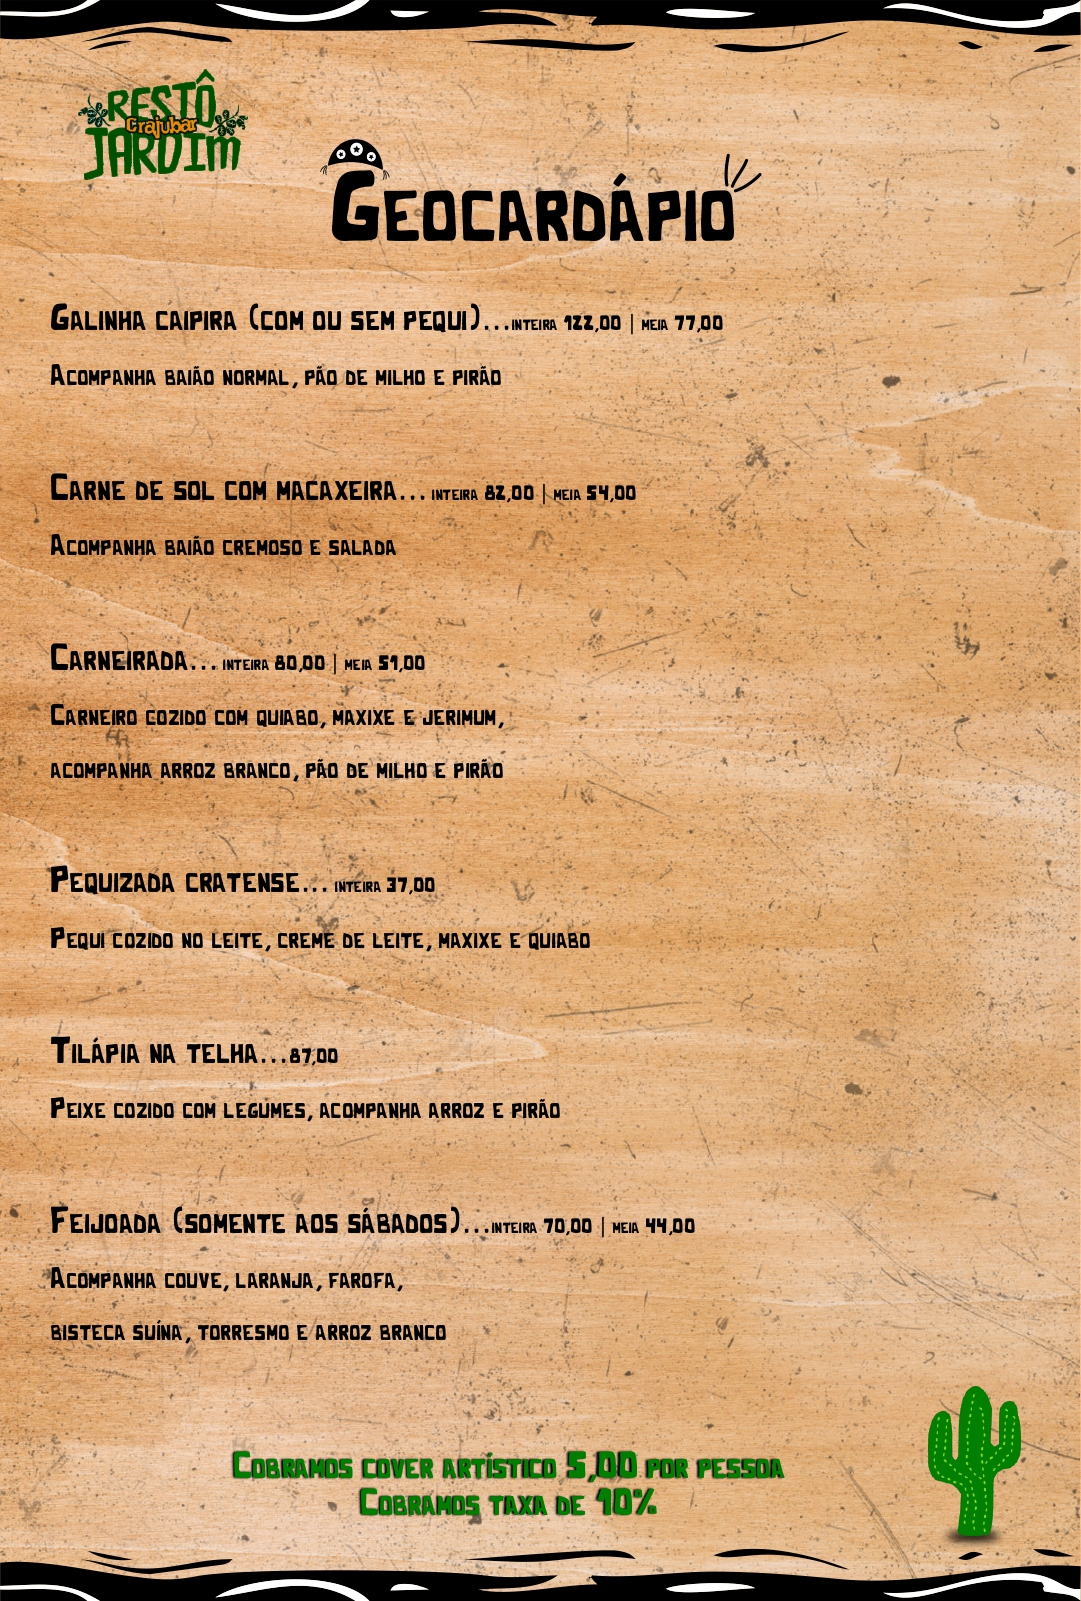 RESTÔ
Crajubar
JARDIM
GEOCARDÁPIO
GALINHA CAIPIRA (COM OU SEM PEQUI)...INTEIRA 122,00 | MEIA 77,00
ACOMPANHA BAIÃO NORMAL, PÃO DE MILHO E PIRÃO
CARNE DE SOL COM MACAXEIRA... INTEIRA 82,00 | MEIA 54,00
ACOMPANHA BAIÃO CREMOSO E SALADA
CARNEIRADA... INTEIRA 80,00 | MEIA 51,00
CARNEIRO COZIDO COM QUIABO, MAXIXE E JERIMUM,
ACOMPANHA ARROZ BRANCO, PÃO DE MILHO E PIRÃO
PEQUIZADA CRATENSE... INTEIRA 37,00
PEQUI COZIDO NO LEITE, CREME DE LEITE, MAXIXE E QUIABO
TILÁPIA NA TELHA...87,00
PEIXE COZIDO COM LEGUMES, ACOMPANHA ARROZ E PIRÃO
FEIJOADA (SOMENTE AOS SÁBADOS)...INTEIRA 70,00 | MEIA 44,00
ACOMPANHA COUVE, LARANJA, FAROFA,
BISTECA SUÍNA, TORRESMO E ARROZ BRANCO
COBRAMOS COVER ARTÍSTICO 5,00 POR PESSOA
COBRAMOS TAXA DE 10%